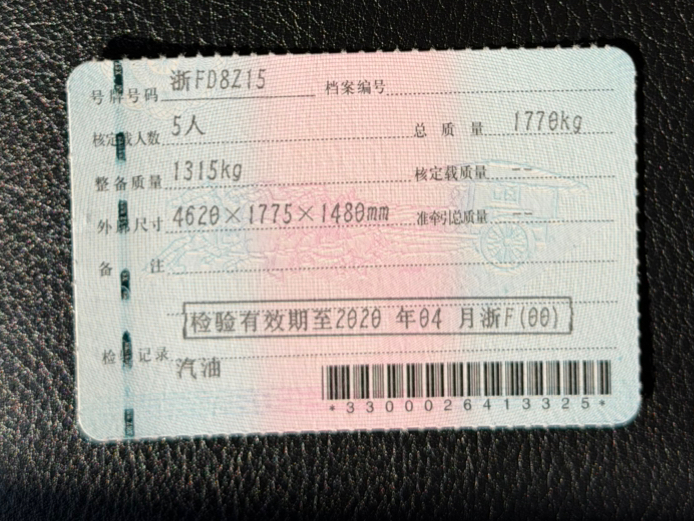 号牌号码 浙FD8Z15 档案编号
核定载人数 5人 总质量 1770kg
整备质量 1315kg 核定载质量 --
外廓尺寸 4620×1775×1480mm 准牵引总质量 --
备注
检验有效期至2020 年04 月浙F(00)
检验记录
汽油
*3300026413325*